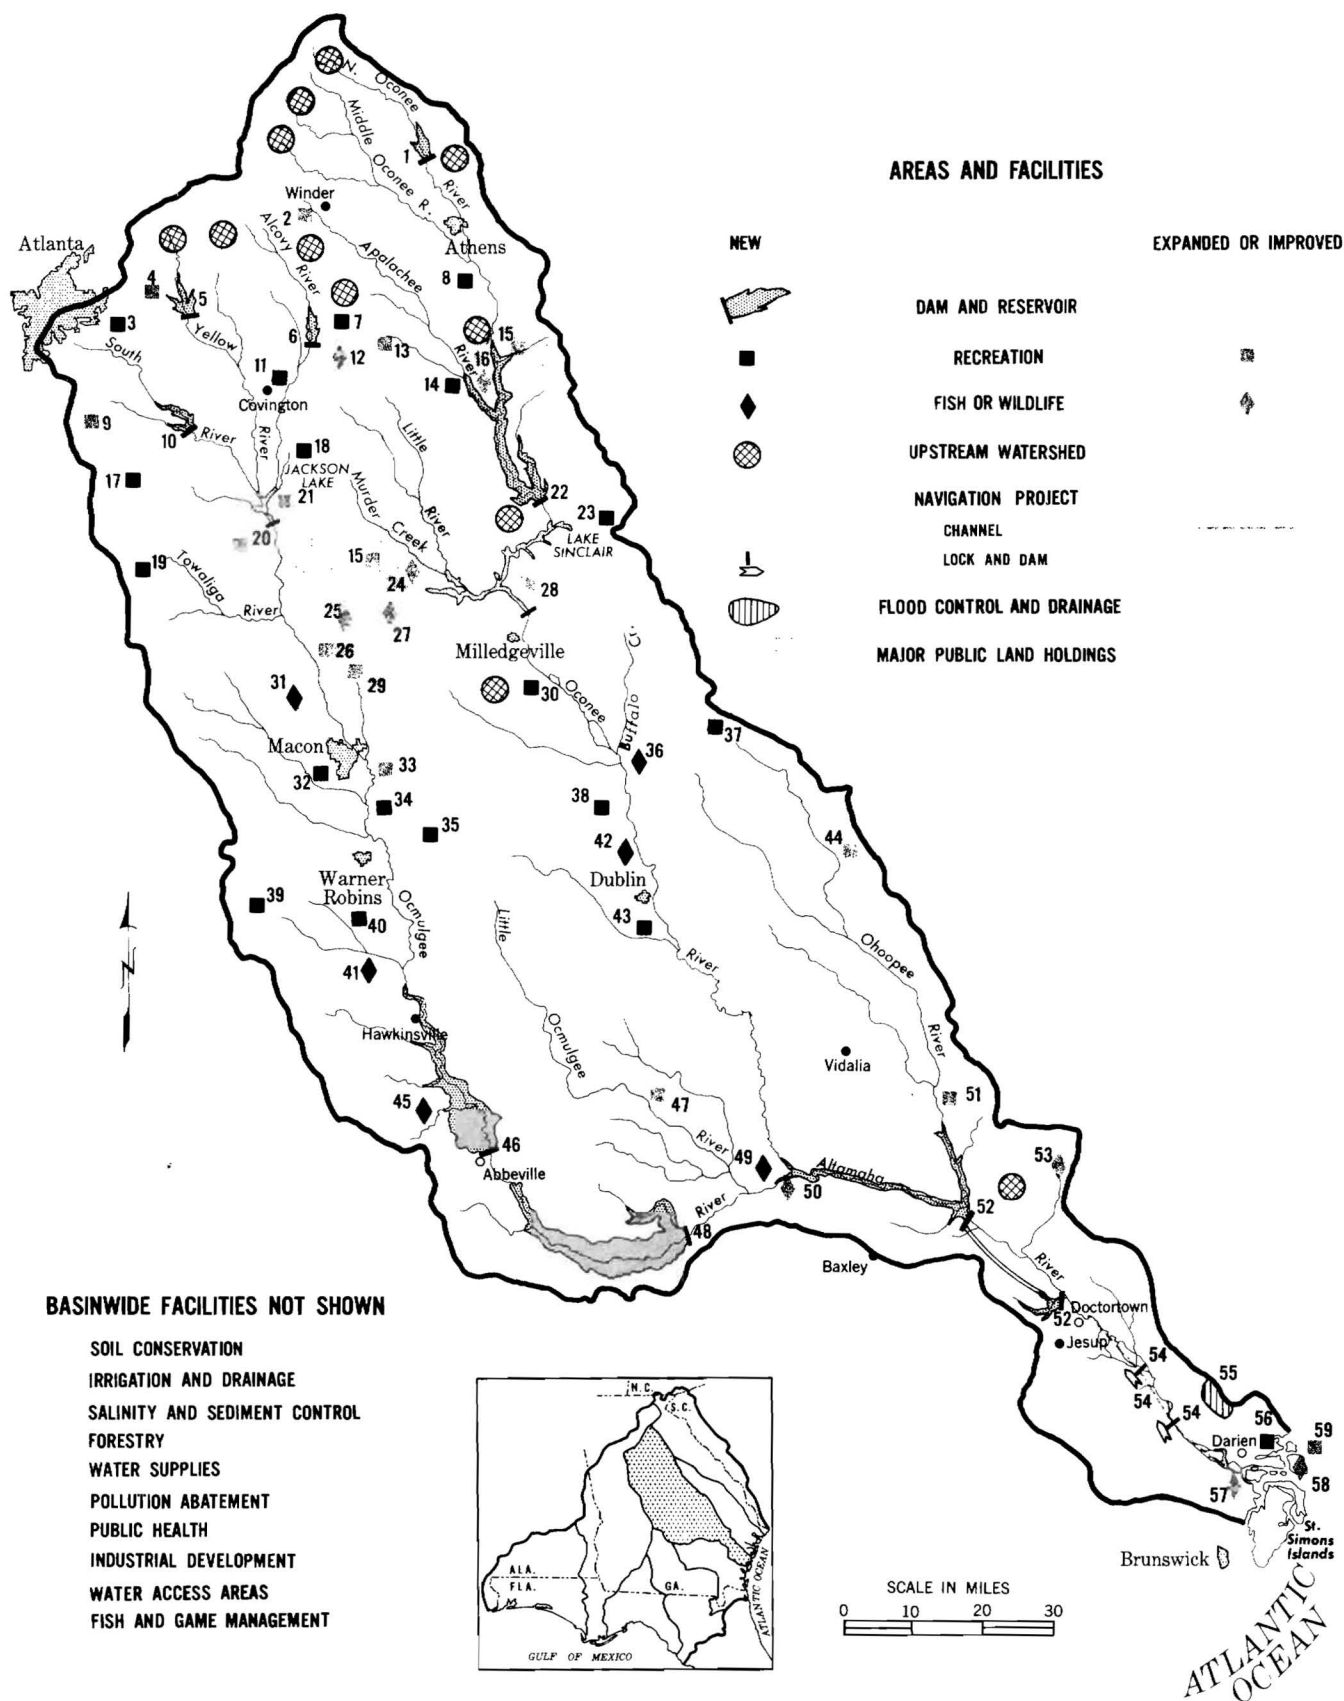 N. Oconee
Middle Oconee R.
1
River
Winder
2
Alcovy River
Apalachee
Athens
Atlanta
4
5
3
8
Yellow
6
7
South
12
13
15
16
River
11
14
Covington
9
10
River
River
18
JACKSON
LAKE
Little
River
17
21
22
Murder
Creek
23
LAKE
SINCLAIR
20
15
19
24
28
Towaliga
River
25
27
26
Milledgeville
29
31
30
Oconee
Buffalo Cr.
37
Macon
36
32
33
34
38
35
42
44
Warner
Robins
Dublin
39
40
43
Ocmulgee
Little
41
River
Ohoopee
Hawkinsville
Ocmulgee
River
Vidalia
45
47
51
46
River
49
53
Abbeville
50
Altamaha
52
River
48
Baxley
River
52
Doctortown
Jesup
54
54
54
55
56
59
Darien
57
58
St.
Simons
Islands
Brunswick
ATLANTIC
OCEAN
AREAS AND FACILITIES
NEW
EXPANDED OR IMPROVED
DAM AND RESERVOIR
RECREATION
FISH OR WILDLIFE
UPSTREAM WATERSHED
NAVIGATION PROJECT
CHANNEL
LOCK AND DAM
FLOOD CONTROL AND DRAINAGE
MAJOR PUBLIC LAND HOLDINGS
BASINWIDE FACILITIES NOT SHOWN
SOIL CONSERVATION
IRRIGATION AND DRAINAGE
SALINITY AND SEDIMENT CONTROL
FORESTRY
WATER SUPPLIES
POLLUTION ABATEMENT
PUBLIC HEALTH
INDUSTRIAL DEVELOPMENT
WATER ACCESS AREAS
FISH AND GAME MANAGEMENT
N.C.
S.C.
ALA.
FLA.
GA.
ATLANTIC OCEAN
GULF OF MEXICO
SCALE IN MILES
0 10 20 30